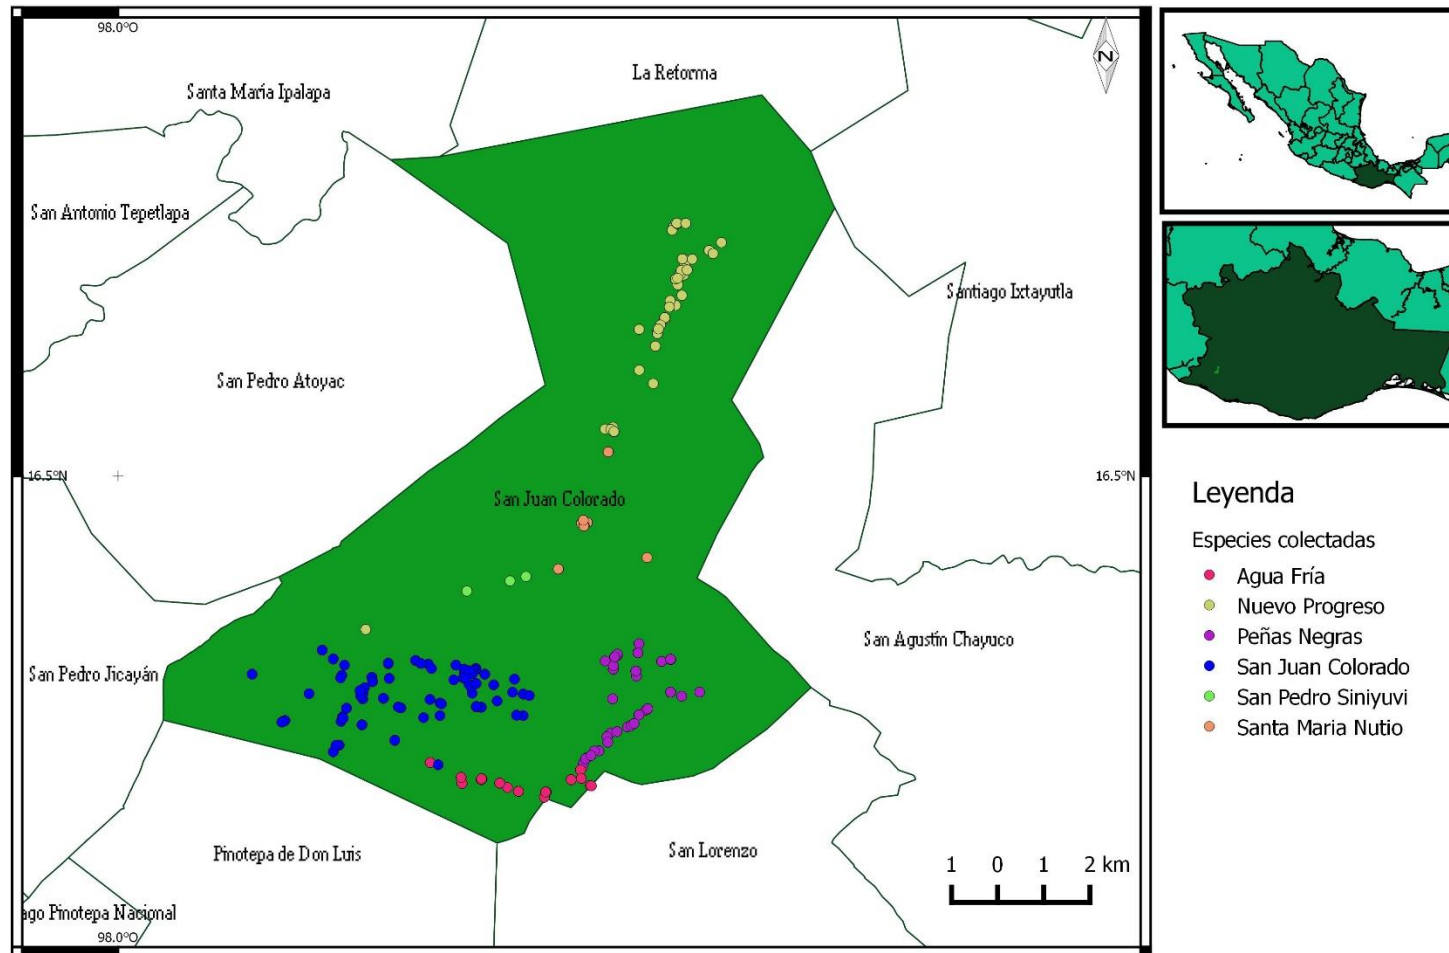 98.0°O
La Reforma
N
Santa María Ipalapa
San Antonio Tepetlapa
Santiago Ixtayutla
San Pedro Atoyac
16.5°N
16.5°N
San Juan Colorado
San Agustín Chayuco
San Pedro Jicayán
Pinotepa de Don Luis
San Lorenzo
1 0 1 2 km
ago Pinotepa Nacional
98.0°O
Leyenda
Especies colectadas
Agua Fría
Nuevo Progreso
Peñas Negras
San Juan Colorado
San Pedro Siniyuvi
Santa Maria Nutio